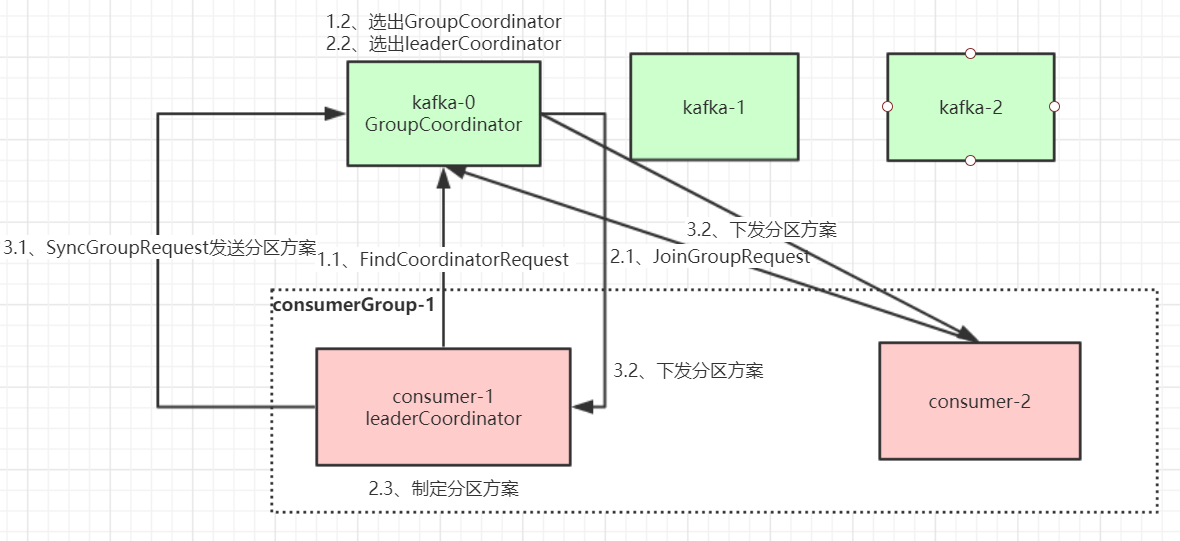 1.2、选出GroupCoordinator
2.2、选出leaderCoordinator
kafka-0
GroupCoordinator
kafka-1
kafka-2
3.2、下发分区方案
3.1、SyncGroupRequest发送分区方案
1.1、FindCoordinatorRequest
2.1、JoinGroupRequest
consumerGroup-1
3.2、下发分区方案
consumer-1
leaderCoordinator
consumer-2
2.3、制定分区方案